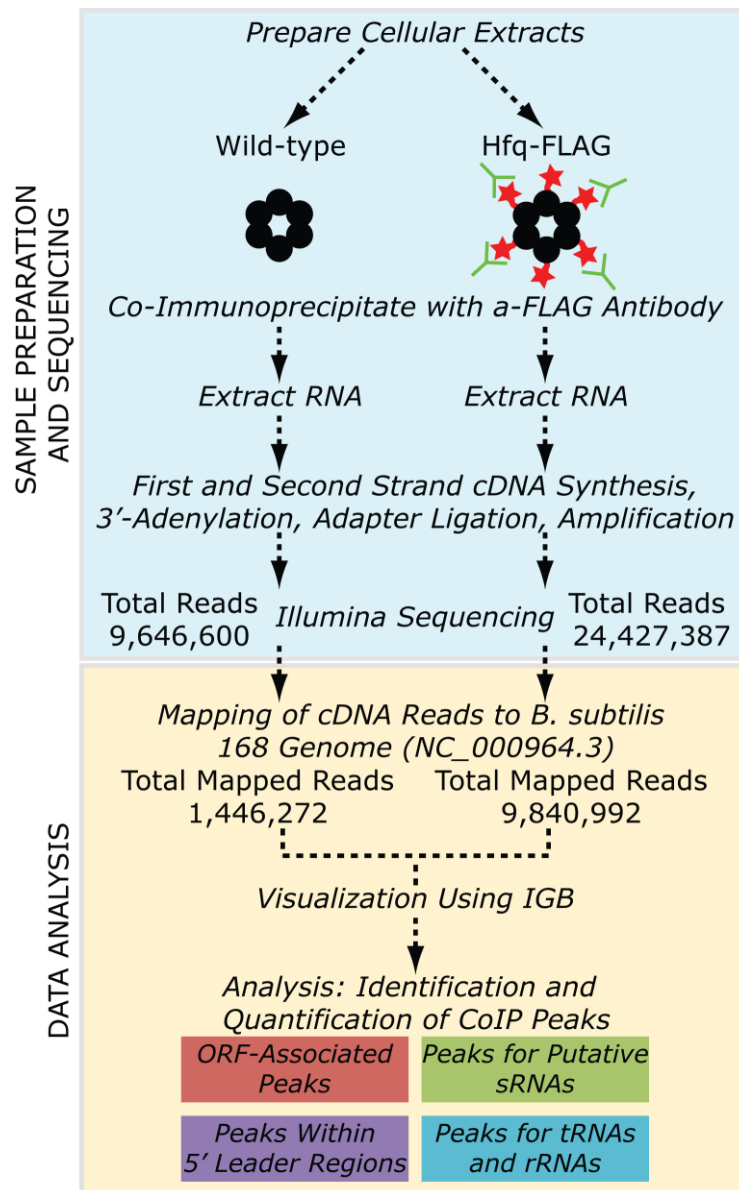 SAMPLE PREPARATION
AND SEQUENCING
Prepare Cellular Extracts
Wild-type
Hfq-FLAG
Co-Immunoprecipitate with a-FLAG Antibody
Extract RNA
Extract RNA
First and Second Strand cDNA Synthesis,
3’-Adenylation, Adapter Ligation, Amplification
Total Reads
9,646,600
Illumina Sequencing
Total Reads
24,427,387
DATA ANALYSIS
Mapping of cDNA Reads to B. subtilis
168 Genome (NC_000964.3)
Total Mapped Reads
1,446,272
Total Mapped Reads
9,840,992
Visualization Using IGB
Analysis: Identification and
Quantification of CoIP Peaks
ORF-Associated
Peaks
Peaks for Putative
sRNAs
Peaks Within
5’ Leader Regions
Peaks for tRNAs
and rRNAs